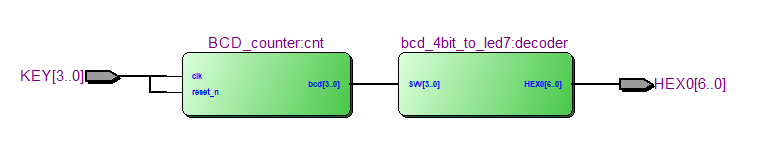 BCD_counter:cnt
bcd_4bit_to_led7:decoder
KEY[3..0]
clk
reset_n
bcd[3..0]
SW[3..0]
HEX0[6..0]
HEX0[6..0]